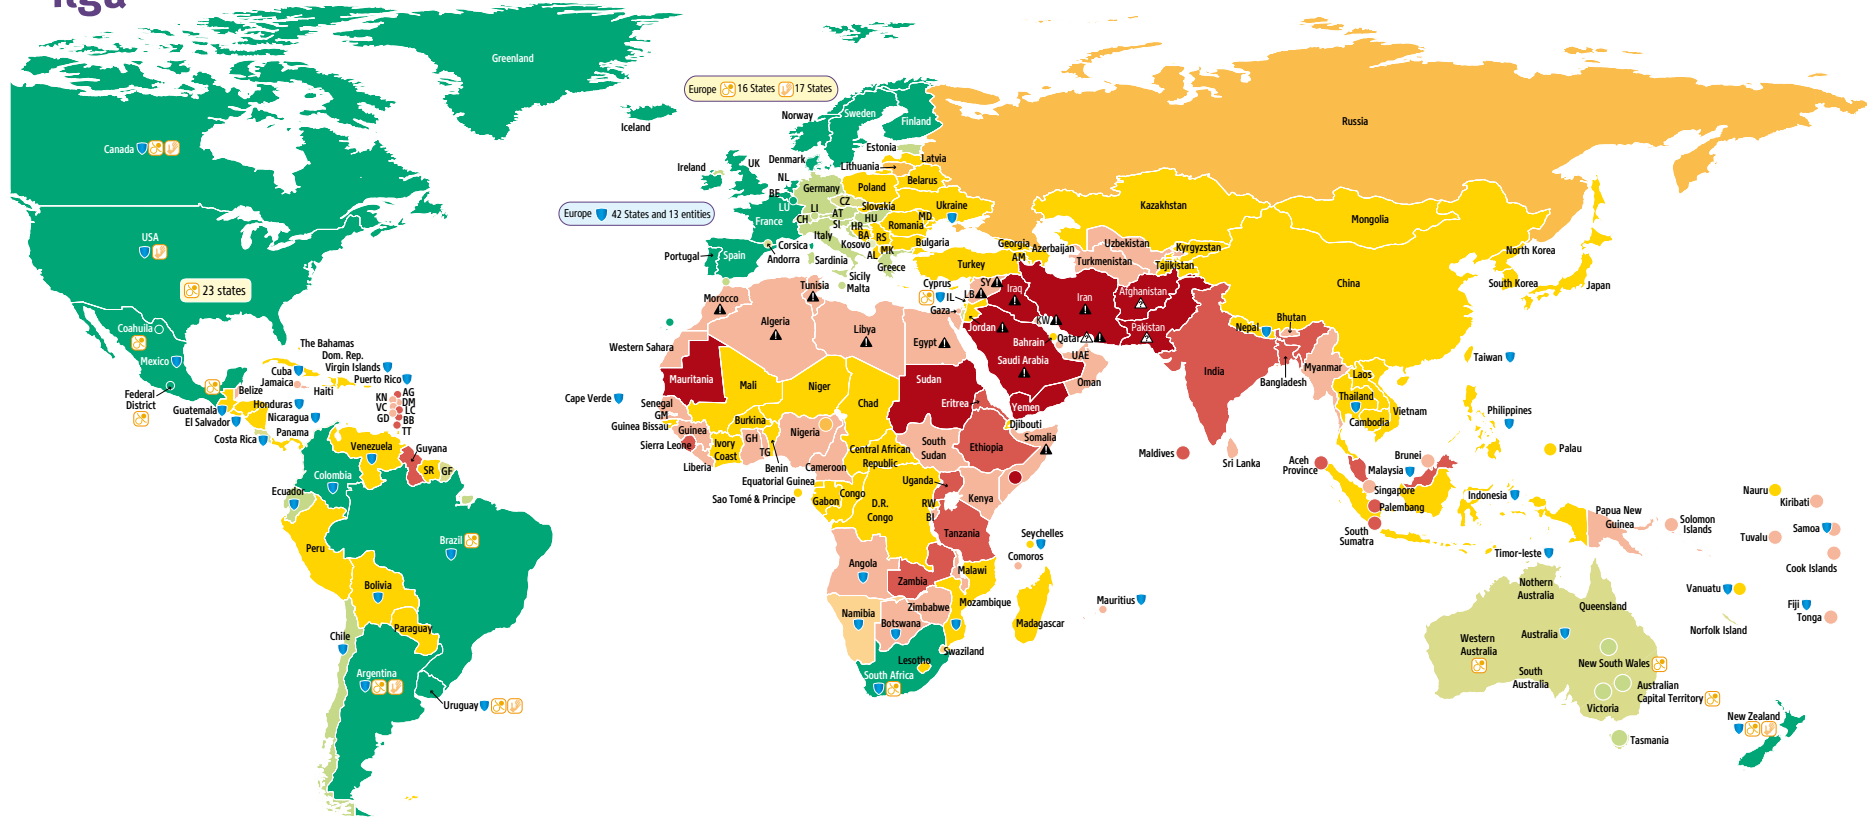 ilga
Greenland
Iceland
Canada
USA
23 states
Coahuila
Mexico
Federal
District
The Bahamas
Dom. Rep.
Virgin Islands
Puerto Rico
Cuba
Jamaica
Haiti
Belize
Honduras
Guatemala
El Salvador
Nicaragua
Costa Rica
Panama
AG
KN
DM
VC
LC
GD
BB
TT
Guyana
Venezuela
SR
GF
Colombia
Ecuador
Peru
Brazil
Bolivia
Paraguay
Chile
Argentina
Uruguay
Europe 16 States 17 States
Europe 42 States and 13 entities
Norway
Sweden
Finland
Estonia
Latvia
Lithuania
Ireland
UK
Denmark
NL
BE
LU
Germany
Poland
Belarus
Ukraine
France
LI
CZ
Slovakia
CH
AT
HU
MD
SI
HR
Romania
Italy
BA
RS
Kosovo
MK
Bulgaria
AL
Greece
Portugal
Spain
Corsica
Andorra
Sardinia
Sicily
Malta
Russia
Kazakhstan
Mongolia
Georgia
Azerbaijan
AM
Uzbekistan
Turkmenistan
Kyrgyzstan
Tajikistan
Turkey
Cyprus
SY
LB
IL
Gaza
Iraq
Iran
Afghanistan
Pakistan
Jordan
KW
Bahrain
Qatar
Saudi Arabia
UAE
Oman
Yemen
China
North Korea
South Korea
Japan
Nepal
Bhutan
India
Bangladesh
Myanmar
Laos
Thailand
Vietnam
Cambodia
Taiwan
Philippines
Palau
Maldives
Sri Lanka
Aceh
Province
Brunei
Malaysia
Singapore
Palembang
South
Sumatra
Indonesia
Timor-leste
Papua New
Guinea
Nauru
Kiribati
Solomon
Islands
Tuvalu
Samoa
Cook Islands
Vanuatu
Fiji
Tonga
Norfolk Island
Nothern
Australia
Queensland
Western
Australia
Australia
South
Australia
New South Wales
Australian
Capital Territory
Victoria
Tasmania
New Zealand
Morocco
Tunisia
Algeria
Libya
Egypt
Western Sahara
Mauritania
Mali
Niger
Chad
Sudan
Eritrea
Djibouti
Somalia
Cape Verde
Senegal
GM
Guinea Bissau
Guinea
Sierra Leone
Liberia
Ivory
Coast
Burkina
GH
TG
Benin
Nigeria
Cameroon
Central African
Republic
South
Sudan
Ethiopia
Equatorial Guinea
Sao Tomé & Principe
Gabon
Congo
D.R.
Congo
Uganda
Kenya
RW
BI
Tanzania
Seychelles
Comoros
Angola
Zambia
Malawi
Mozambique
Mauritius
Madagascar
Namibia
Zimbabwe
Botswana
Swaziland
Lesotho
South Africa